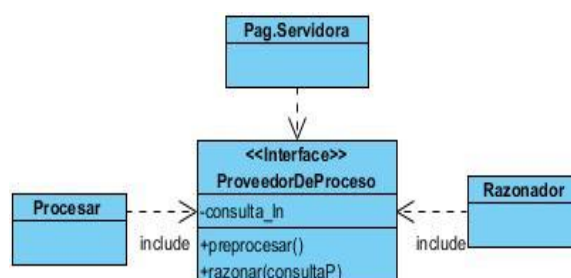 Pag.Servidora
<<Interface>>
ProveedorDeProceso
Procesar
Razonador
-consulta_In
include
include
+preprocesar()
+razonar(consultaP)